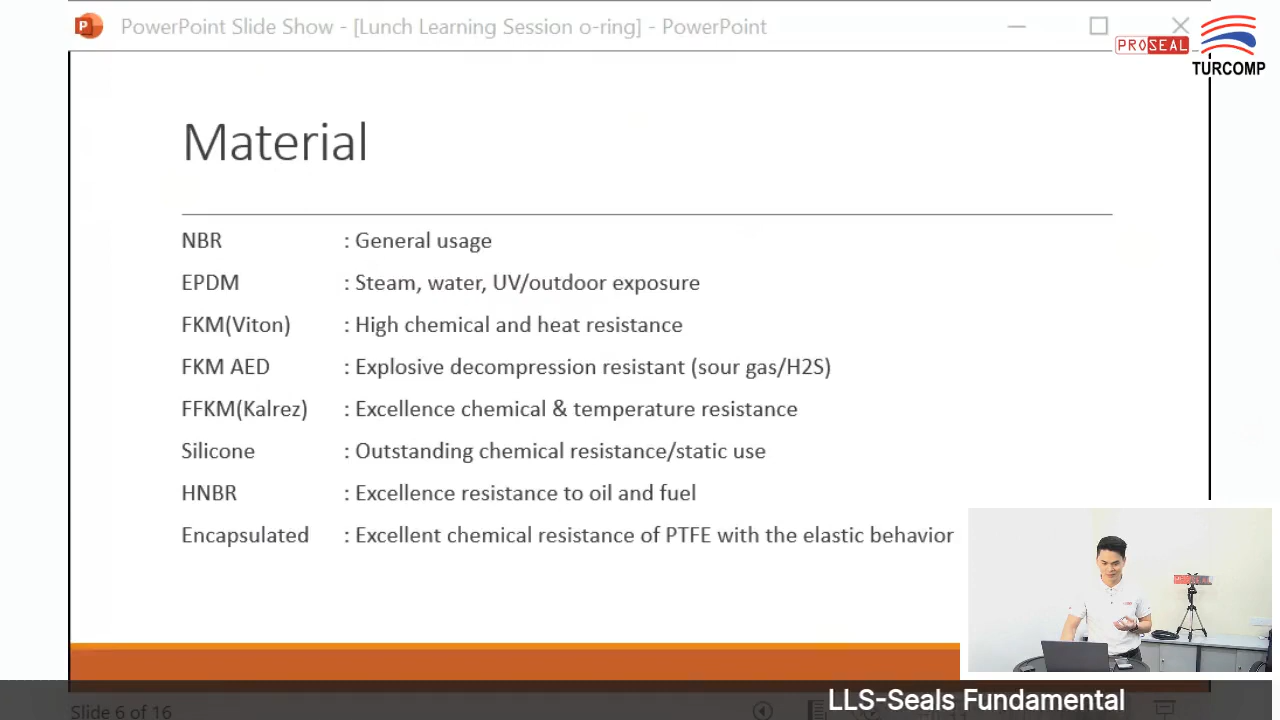 PowerPoint Slide Show - [Lunch Learning Session o-ring] - PowerPoint
PROSEAL
TURCOMP
Material
NBR : General usage
EPDM : Steam, water, UV/outdoor exposure
FKM(Viton) : High chemical and heat resistance
FKM AED : Explosive decompression resistant (sour gas/H2S)
FFKM(Kalrez) : Excellence chemical & temperature resistance
Silicone : Outstanding chemical resistance/static use
HNBR : Excellence resistance to oil and fuel
Encapsulated : Excellent chemical resistance of PTFE with the elastic behavior
LLS-Seals Fundamental
Slide 6 of 16